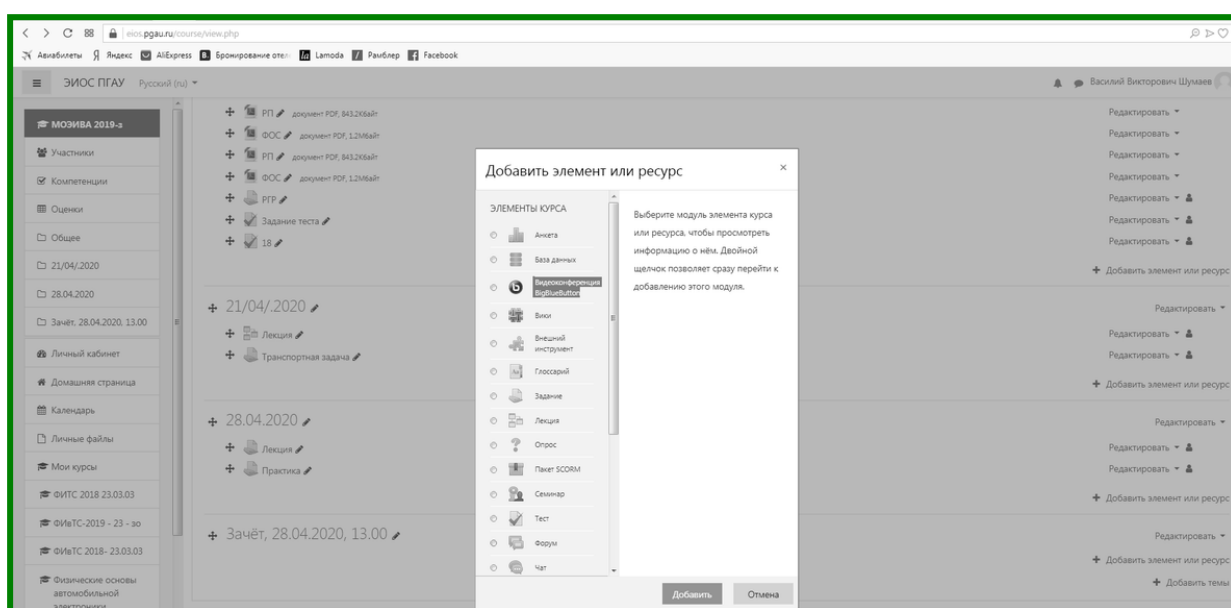 eios.pgau.ru/course/view.php
Авиабилеты Яндекс AliExpress Бронирование отел Lamoda Рамблер Facebook
ЭИОС ПГАУ Русский (ru)
Василий Викторович Шумаев
МОЭИВА 2019-з
Участники
Компетенции
Оценки
Общее
21/04/.2020
28.04.2020
Зачёт, 28.04.2020, 13.00
Личный кабинет
Домашняя страница
Календарь
Личные файлы
Мои курсы
ФИТС 2018 23.03.03
ФИвТС-2019 - 23 - зо
ФИвТС 2018- 23.03.03
Физические основы
автомобильной
электроники
РП документ PDF, 843.2Кбайт
Редактировать
ФОС документ PDF, 1.2Мбайт
Редактировать
РП документ PDF, 843.2Кбайт
Редактировать
ФОС документ PDF, 1.2Мбайт
Редактировать
РГР
Редактировать
Задание теста
Редактировать
18
Редактировать
Добавить элемент или ресурс
21/04/.2020
Редактировать
Лекция
Редактировать
Транспортная задача
Редактировать
Добавить элемент или ресурс
28.04.2020
Редактировать
Лекция
Редактировать
Практика
Редактировать
Добавить элемент или ресурс
Зачёт, 28.04.2020, 13.00
Редактировать
Добавить элемент или ресурс
Добавить темы
Добавить элемент или ресурс
×
ЭЛЕМЕНТЫ КУРСА
Анкета
База данных
Видеоконференция
BigBlueButton
Вики
Внешний
инструмент
Глоссарий
Задание
Лекция
Опрос
Пакет SCORM
Семинар
Тест
Форум
Чат
Выберите модуль элемента курса
или ресурса, чтобы просмотреть
информацию о нём. Двойной
щелчок позволяет сразу перейти к
добавлению этого модуля.
Добавить
Отмена